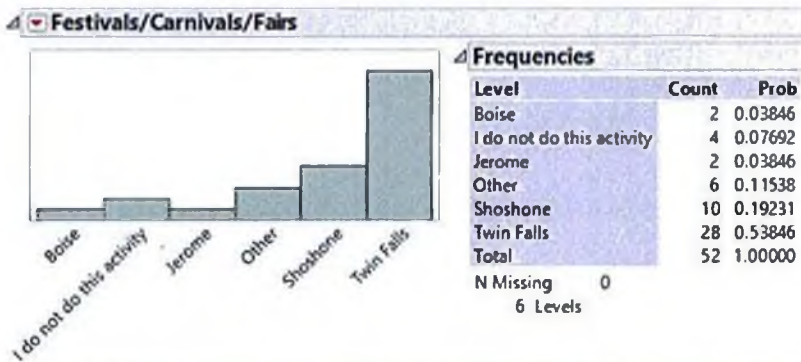 Festivals/Carnivals/Fairs
Boise
I do not do this activity
Jerome
Other
Shoshone
Twin Falls
Frequencies
Level Count Prob
Boise 2 0.03846
I do not do this activity 4 0.07692
Jerome 2 0.03846
Other 6 0.11538
Shoshone 10 0.19231
Twin Falls 28 0.53846
Total 52 1.00000
N Missing 0
6 Levels